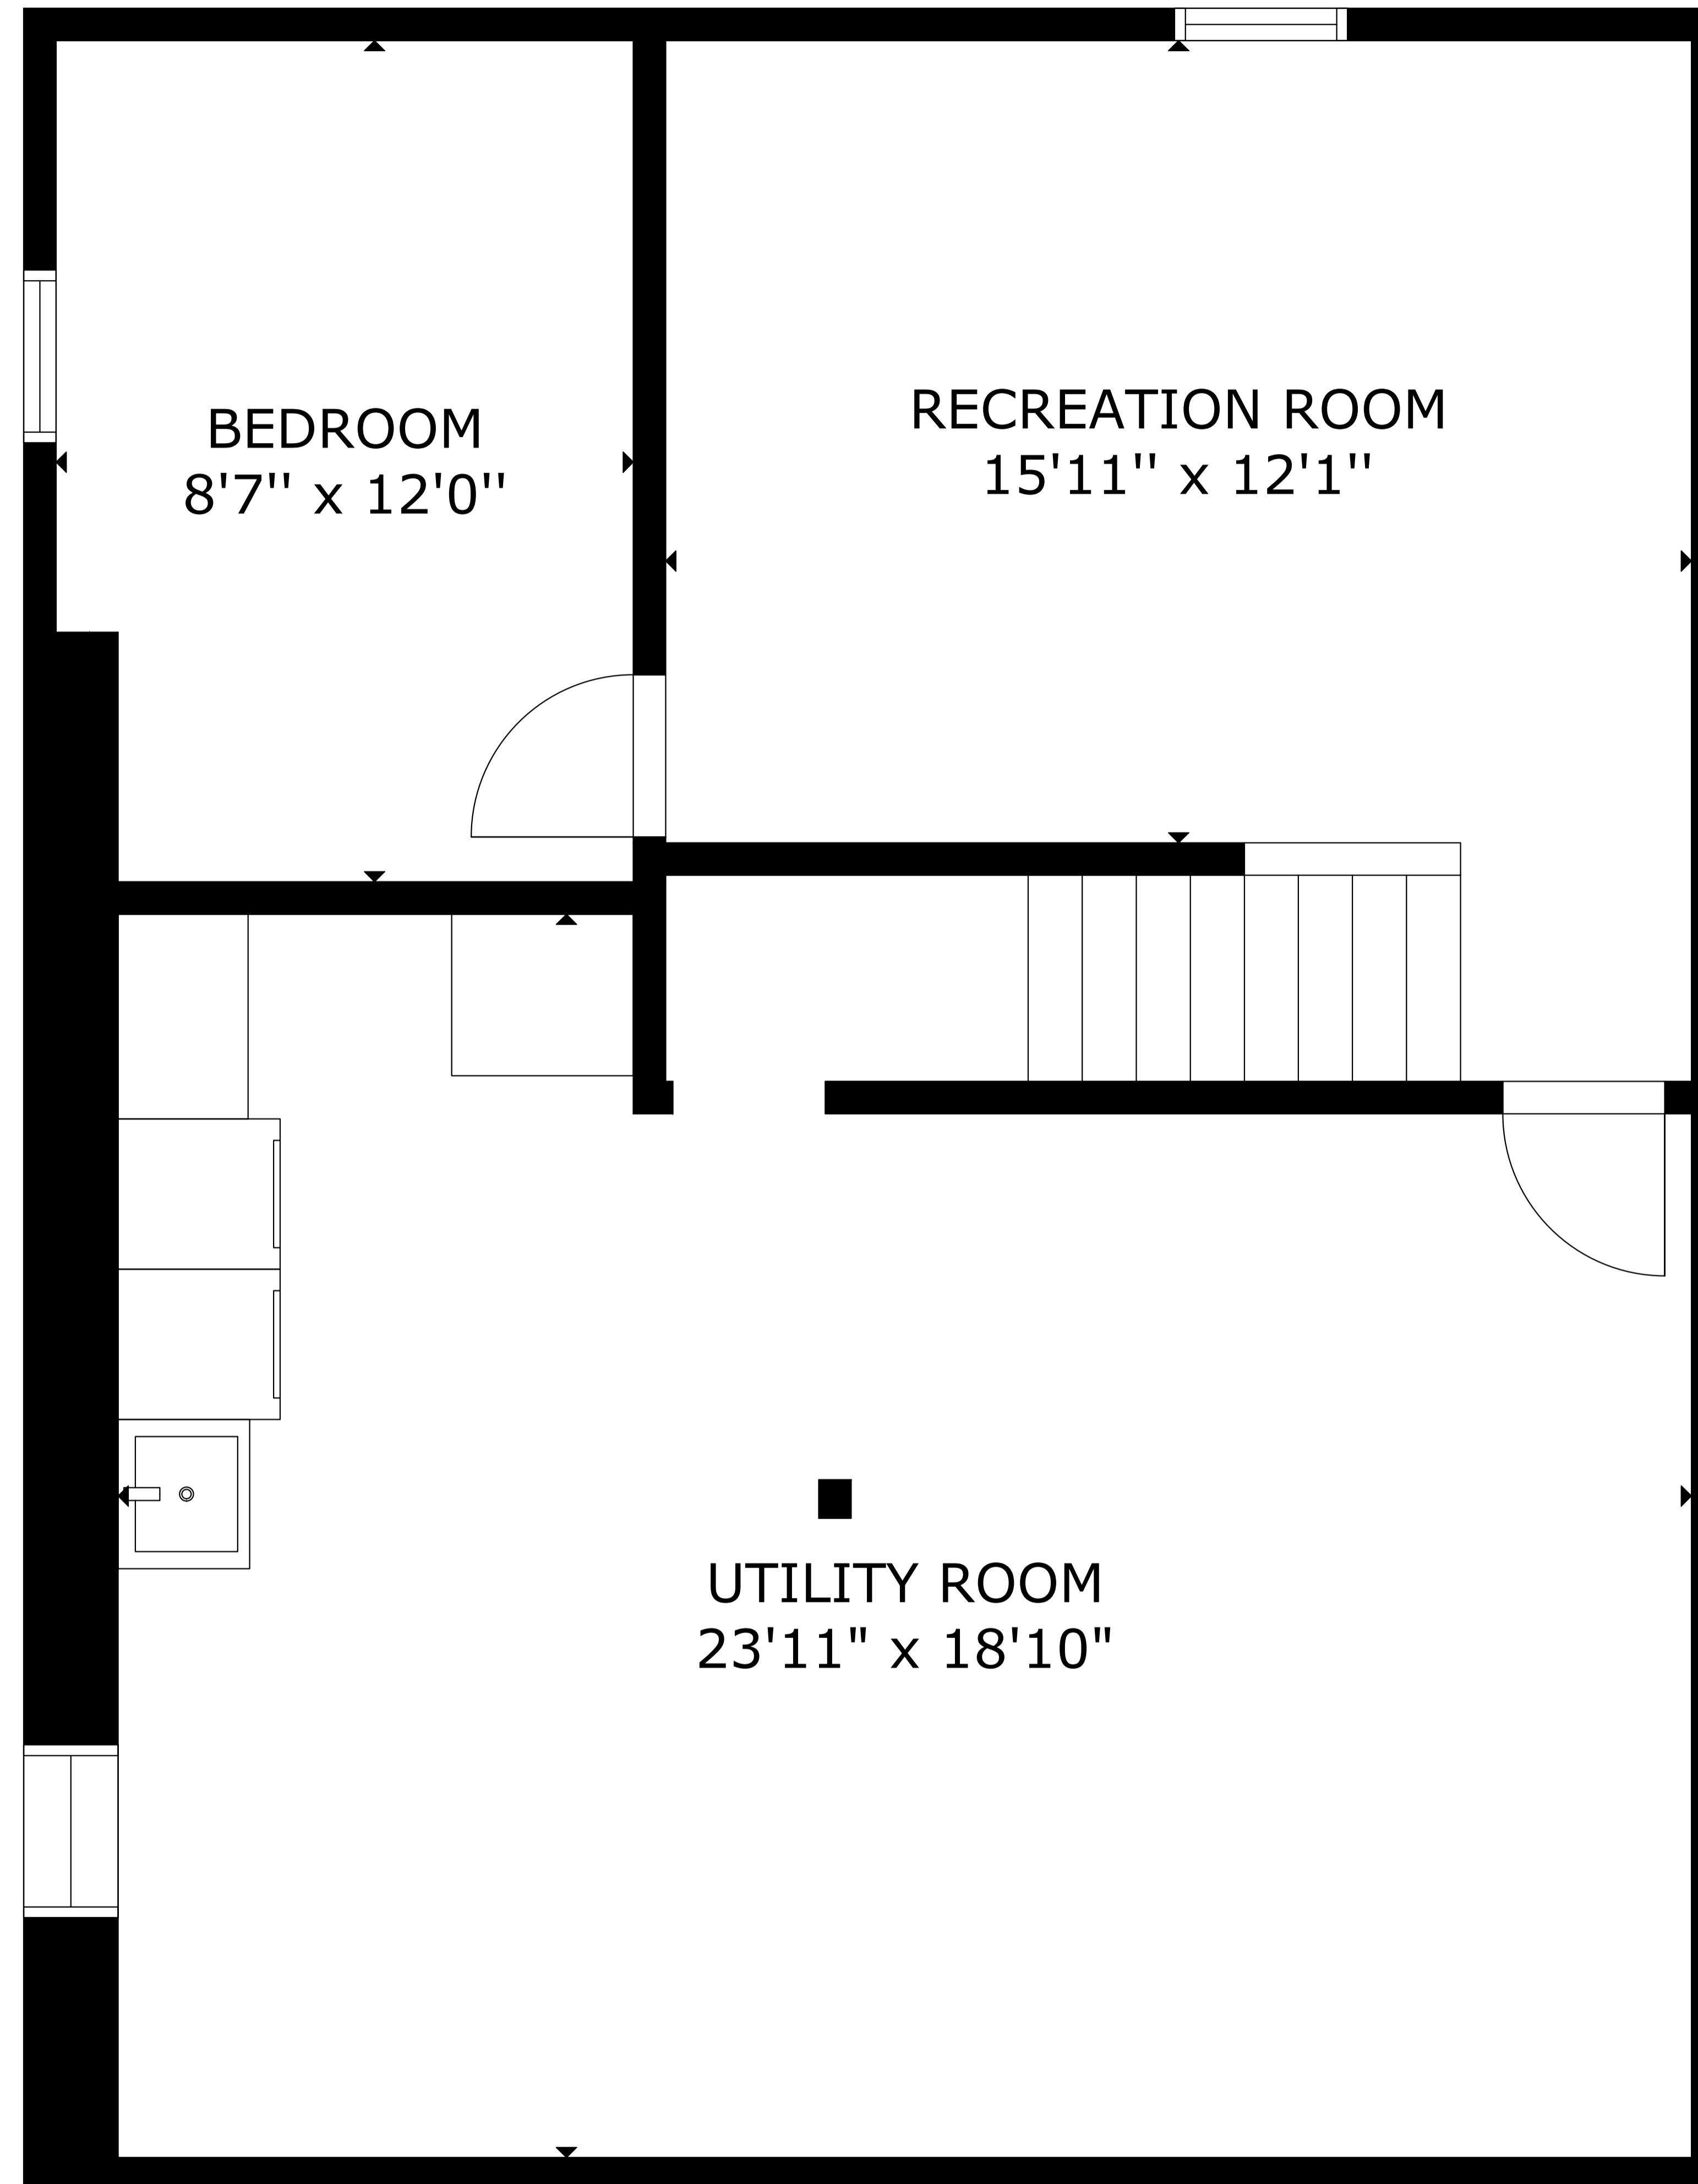 BEDROOM
8'7" x 12'0"
RECREATION ROOM
15'11" x 12'1"
UTILITY ROOM
23'11" x 18'10"